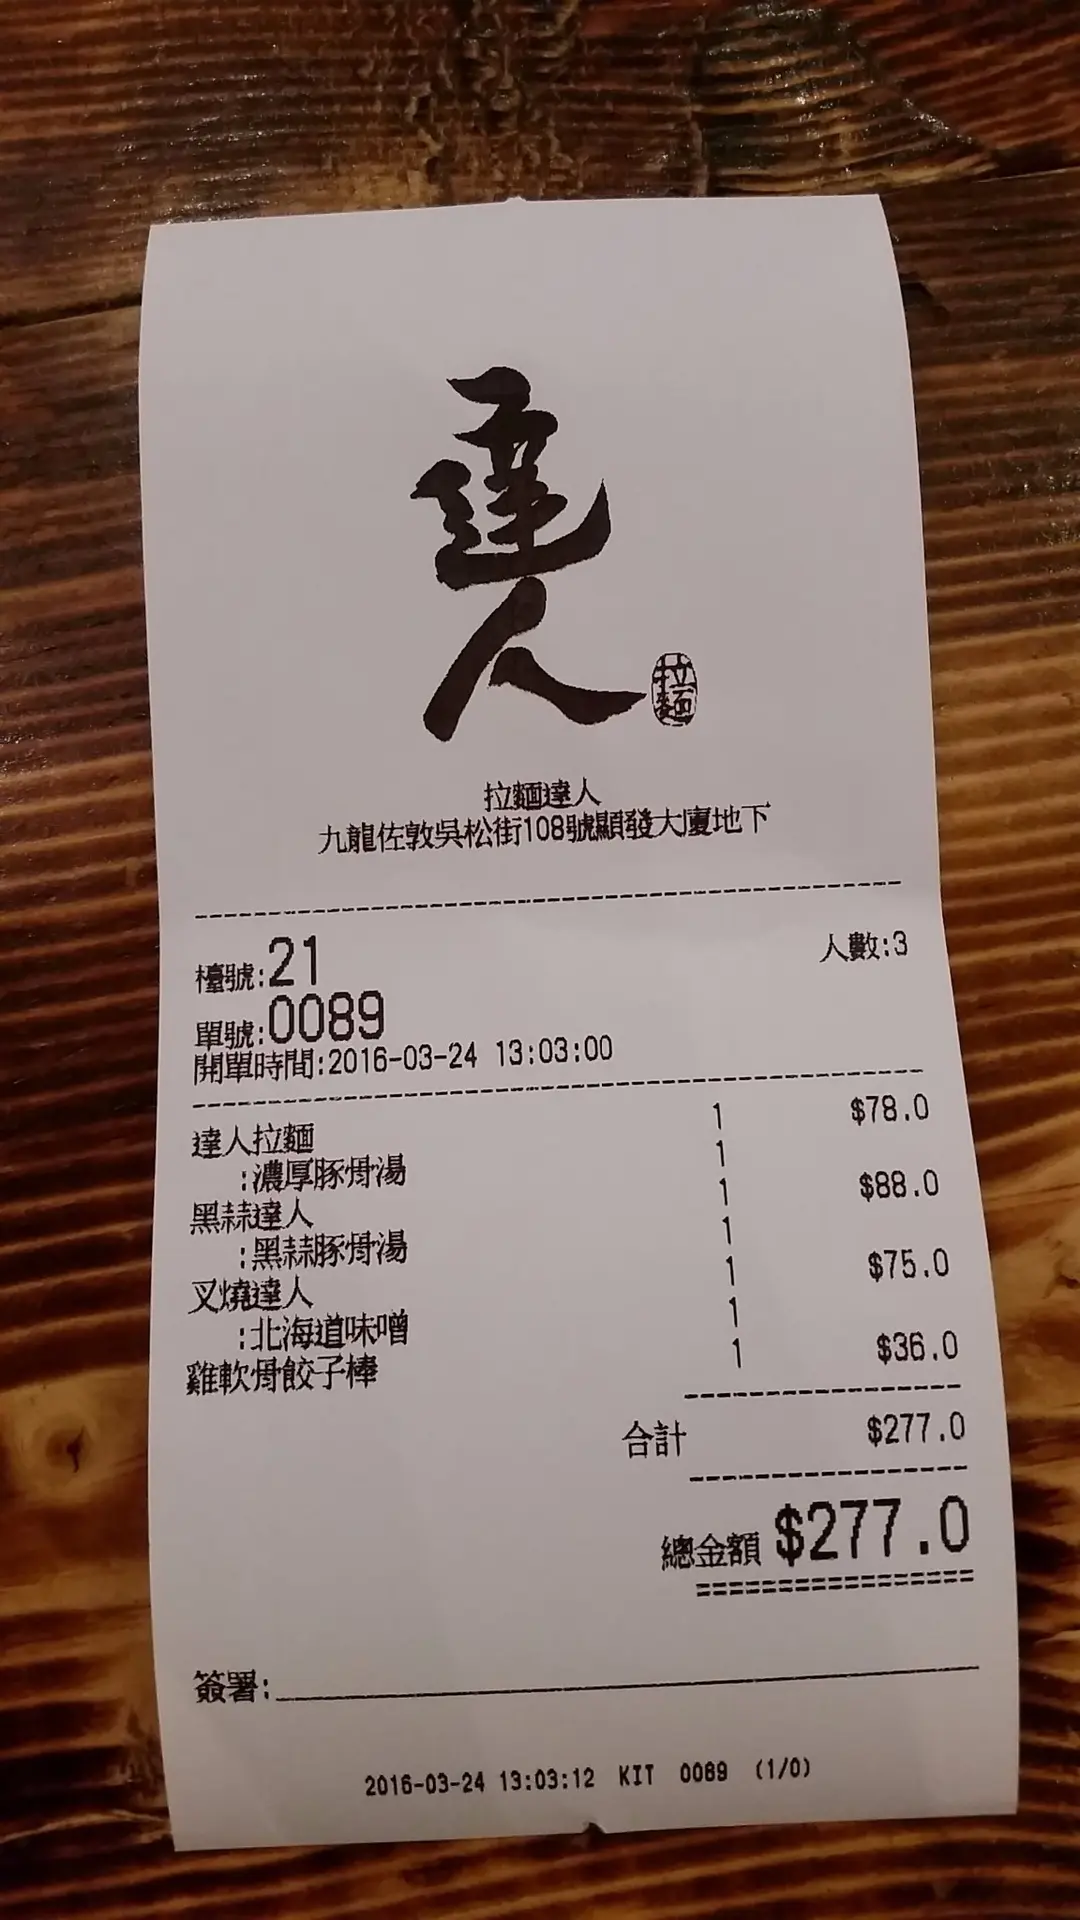 達人
拉麵
拉麵達人
九龍佐敦吳松街108號顯發大廈地下
檯號:21 人數:3
單號:0089
開單時間:2016-03-24 13:03:00
達人拉麵 1 $78.0
:濃厚豚骨湯 1
黑蒜達人 1 $88.0
:黑蒜豚骨湯 1
叉燒達人 1 $75.0
:北海道味噌 1
雞軟骨餃子棒 1 $36.0
合計 $277.0
總金額 $277.0
簽署:
2016-03-24 13:03:12 KIT 0089 (1/0)